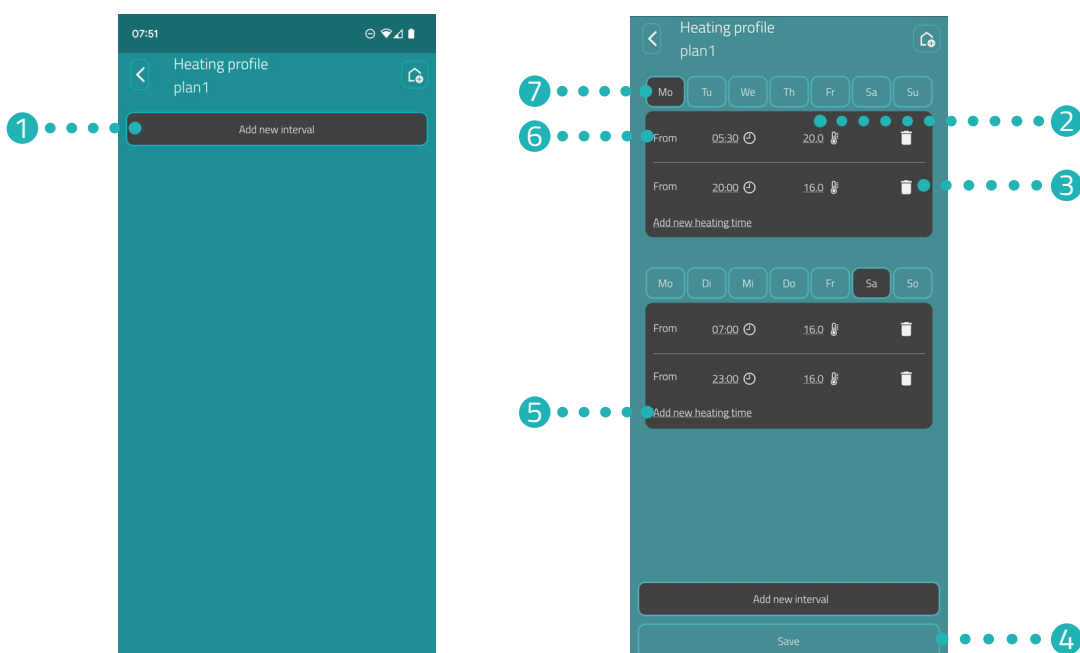 07:51
Heating profile
plan1
1
Add new interval
Heating profile
plan1
7
Mo Tu We Th Fr Sa Su
2
6
From 05:30 20.0
3
From 20:00 16.0
Add new heating time
Mo Di Mi Do Fr Sa So
From 07:00 16.0
From 23:00 16.0
5
Add new heating time
Add new interval
Save
4